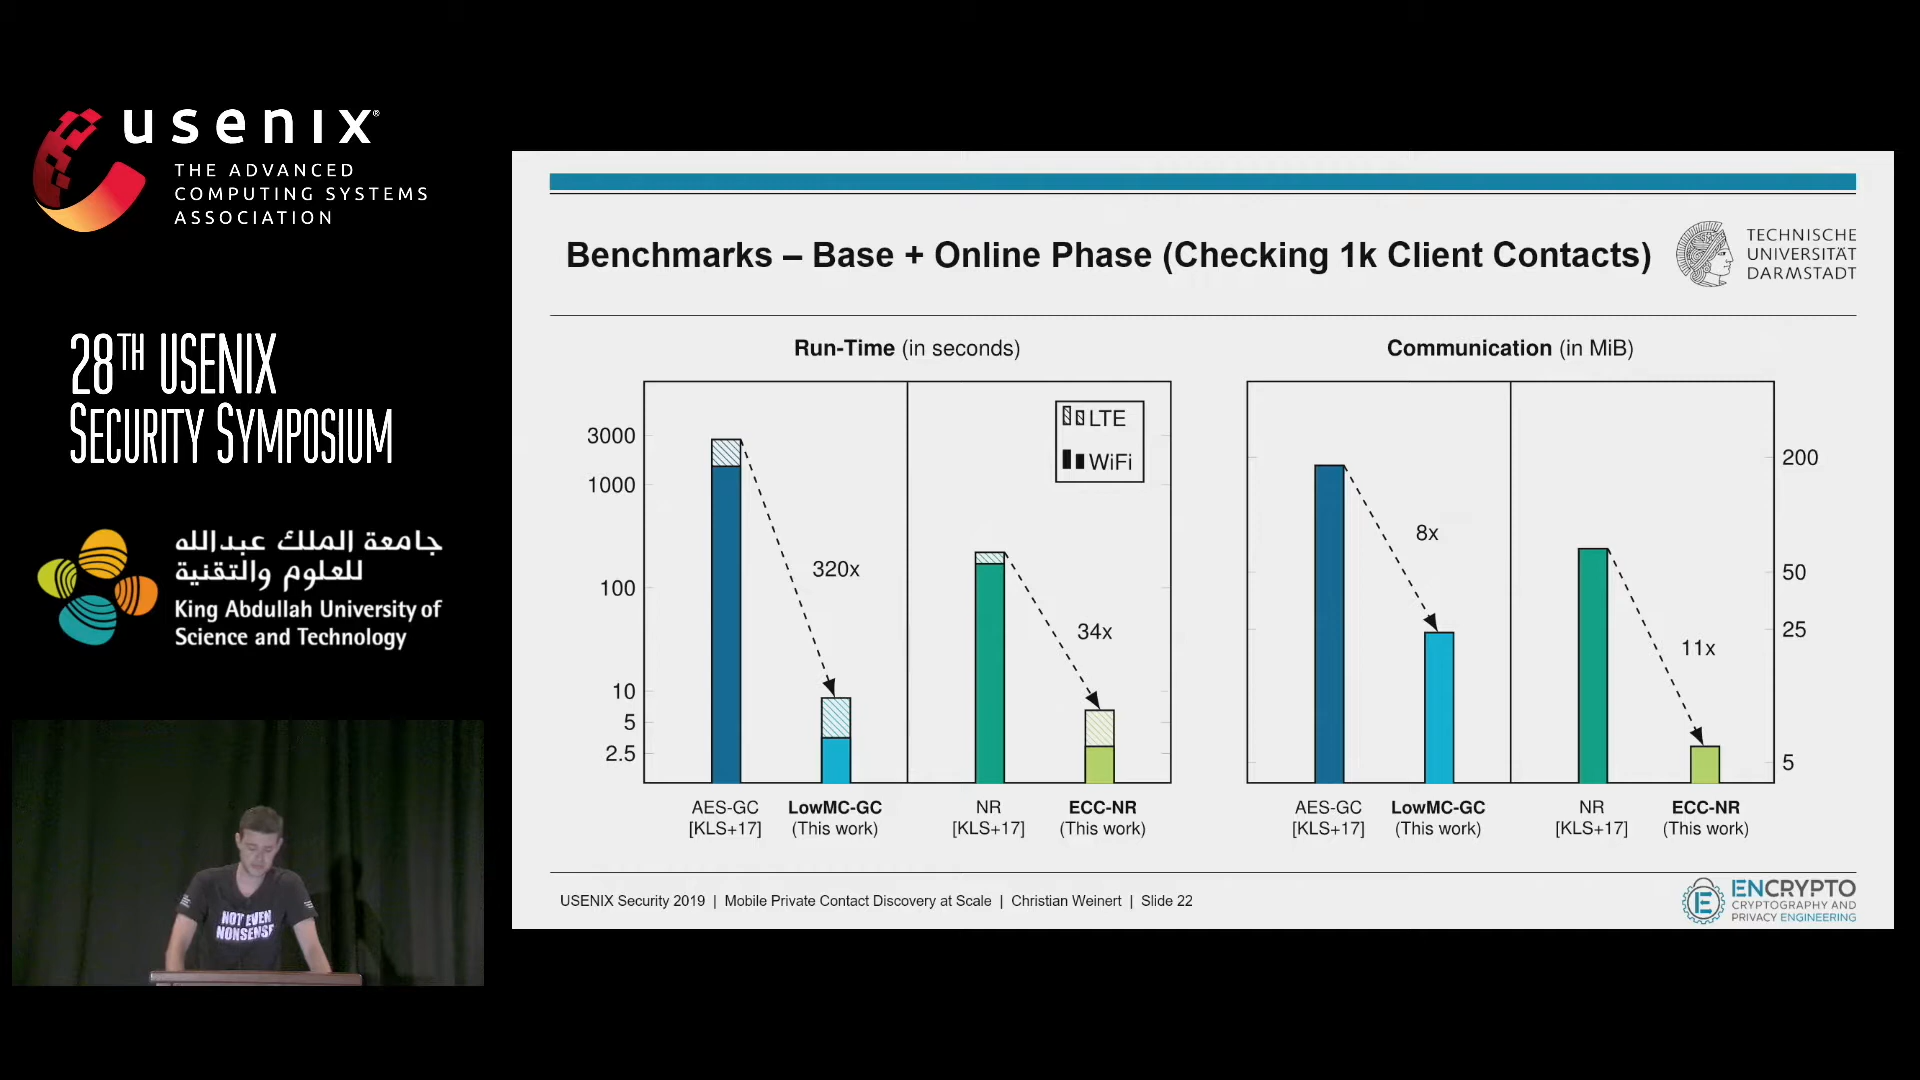 usenix®
THE ADVANCED
COMPUTING SYSTEMS
ASSOCIATION
28TH USENIX
SECURITY SYMPOSIUM
جامعة الملك عبدالله
للعلوم والتقنية
King Abdullah University of
Science and Technology
NOT EVEN
NONSENSE
Benchmarks – Base + Online Phase (Checking 1k Client Contacts)
TECHNISCHE
UNIVERSITÄT
DARMSTADT
Run-Time (in seconds)
3000
1000
100
10
5
2.5
LTE
WiFi
320x
34x
AES-GC
[KLS+17]
LowMC-GC
(This work)
NR
[KLS+17]
ECC-NR
(This work)
Communication (in MiB)
200
50
25
5
8x
11x
AES-GC
[KLS+17]
LowMC-GC
(This work)
NR
[KLS+17]
ECC-NR
(This work)
USENIX Security 2019 | Mobile Private Contact Discovery at Scale | Christian Weinert | Slide 22
E
ENCRYPTO
CRYPTOGRAPHY AND
PRIVACY ENGINEERING